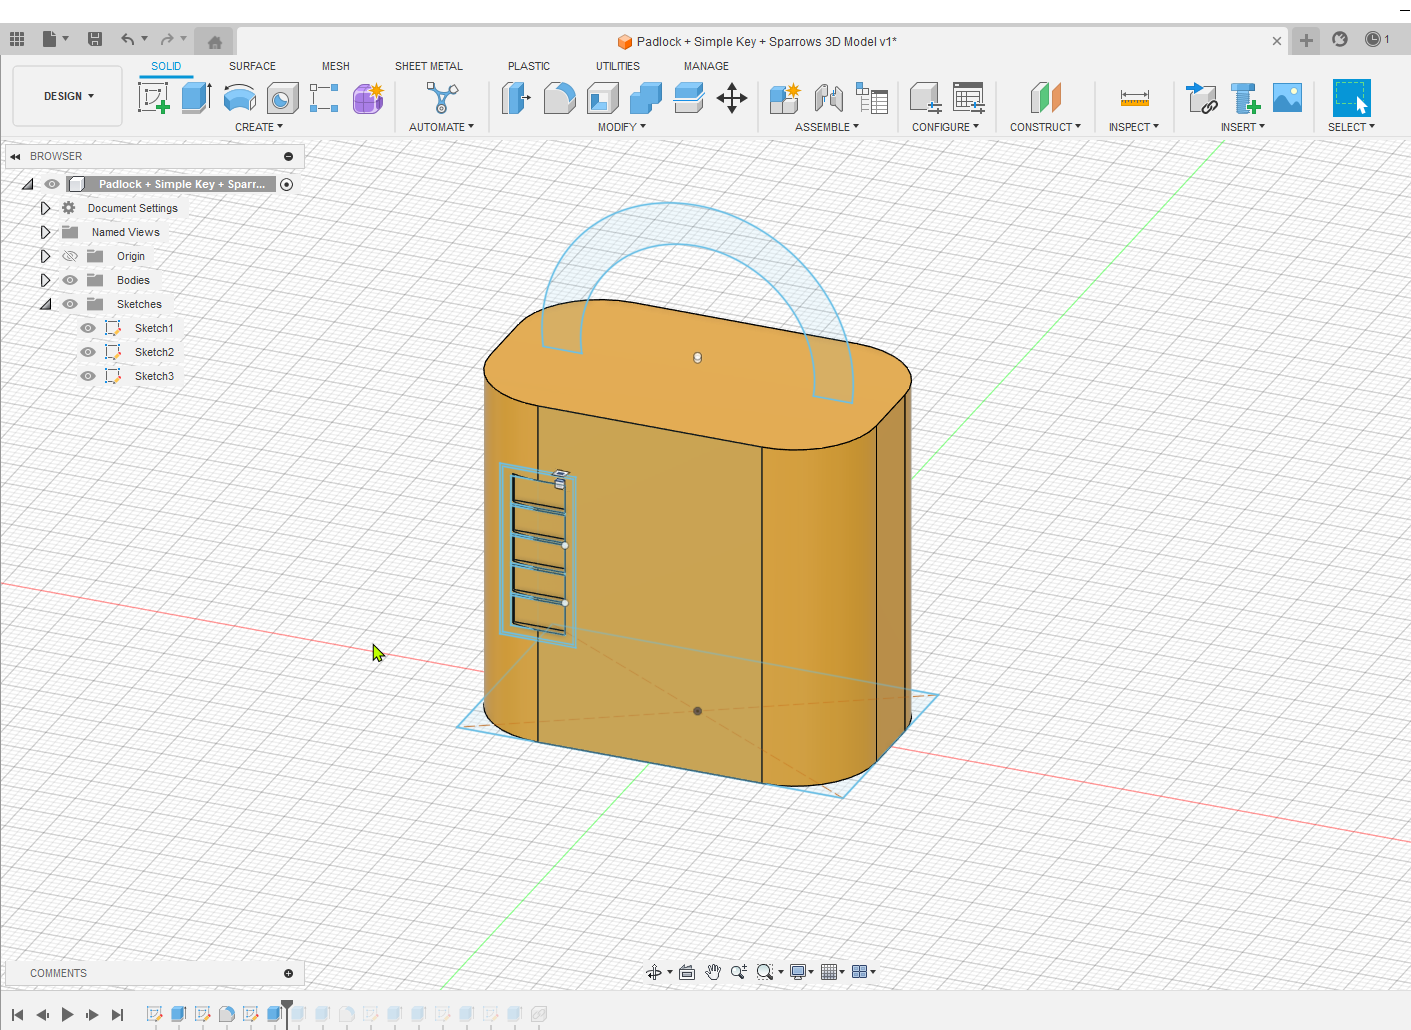 Padlock + Simple Key + Sparrows 3D Model v1*
1
DESIGN
SOLID
SURFACE
MESH
SHEET METAL
PLASTIC
UTILITIES
MANAGE
CREATE
AUTOMATE
MODIFY
ASSEMBLE
CONFIGURE
CONSTRUCT
INSPECT
INSERT
SELECT
BROWSER
Padlock + Simple Key + Sparr...
Document Settings
Named Views
Origin
Bodies
Sketches
Sketch1
Sketch2
Sketch3
COMMENTS